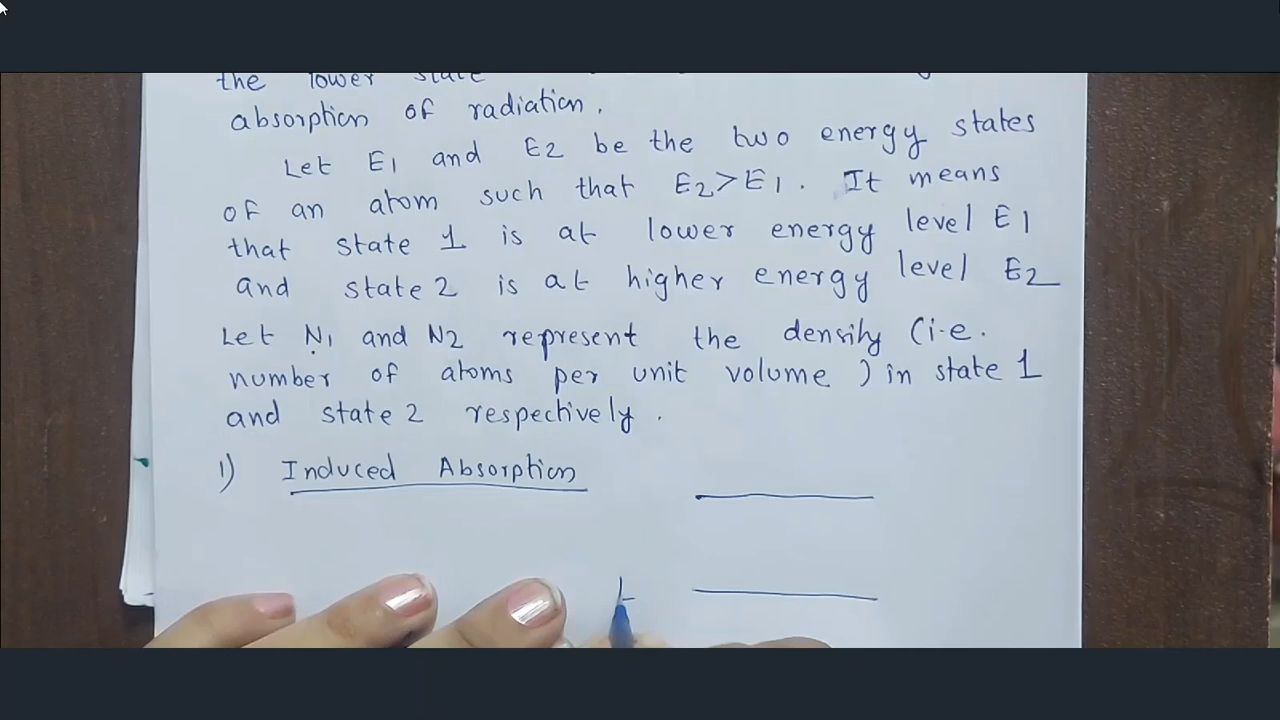 the lower state
absorption of radiation.
Let E1 and E2 be the two energy states
of an atom such that E2>E1. It means
that state 1 is at lower energy level E1
and state 2 is at higher energy level E2
Let N1 and N2 represent the density (i.e.
number of atoms per unit volume ) in state 1
and state 2 respectively.
1) Induced Absorption